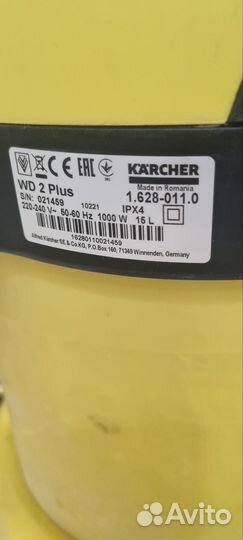 EAC KÄRCHER
Made in Romania
WD 2 Plus 1.628-011.0
S/N: 021459 10221 IPX4
220-240 V~ 50-60 Hz 1000 W 15 L
16280110021459
Alfred Kärcher SE & Co.KG, P.O.Box 160, 71349 Winnenden, Germany
Avito